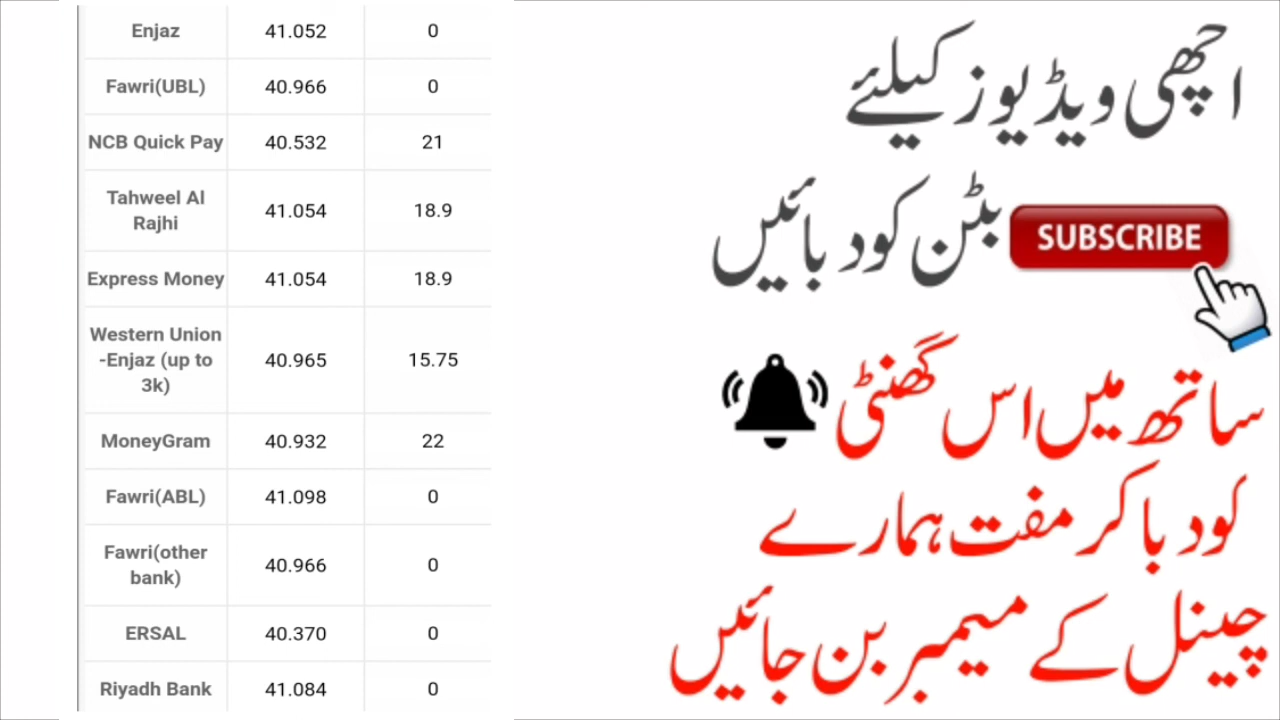 Enjaz 41.052 0
Fawri(UBL) 40.966 0
NCB Quick Pay 40.532 21
Tahweel Al
Rajhi 41.054 18.9
Express Money 41.054 18.9
Western Union
-Enjaz (up to
3k) 40.965 15.75
MoneyGram 40.932 22
Fawri(ABL) 41.098 0
Fawri(other
bank) 40.966 0
ERSAL 40.370 0
Riyadh Bank 41.084 0
اچھی ویڈیوز کیلئے
SUBSCRIBE بٹن کو دبائیں
ساتھ میں اس گھنٹی
کو دبا کر مفت ہمارے
چینل کے میمبر بن جائیں